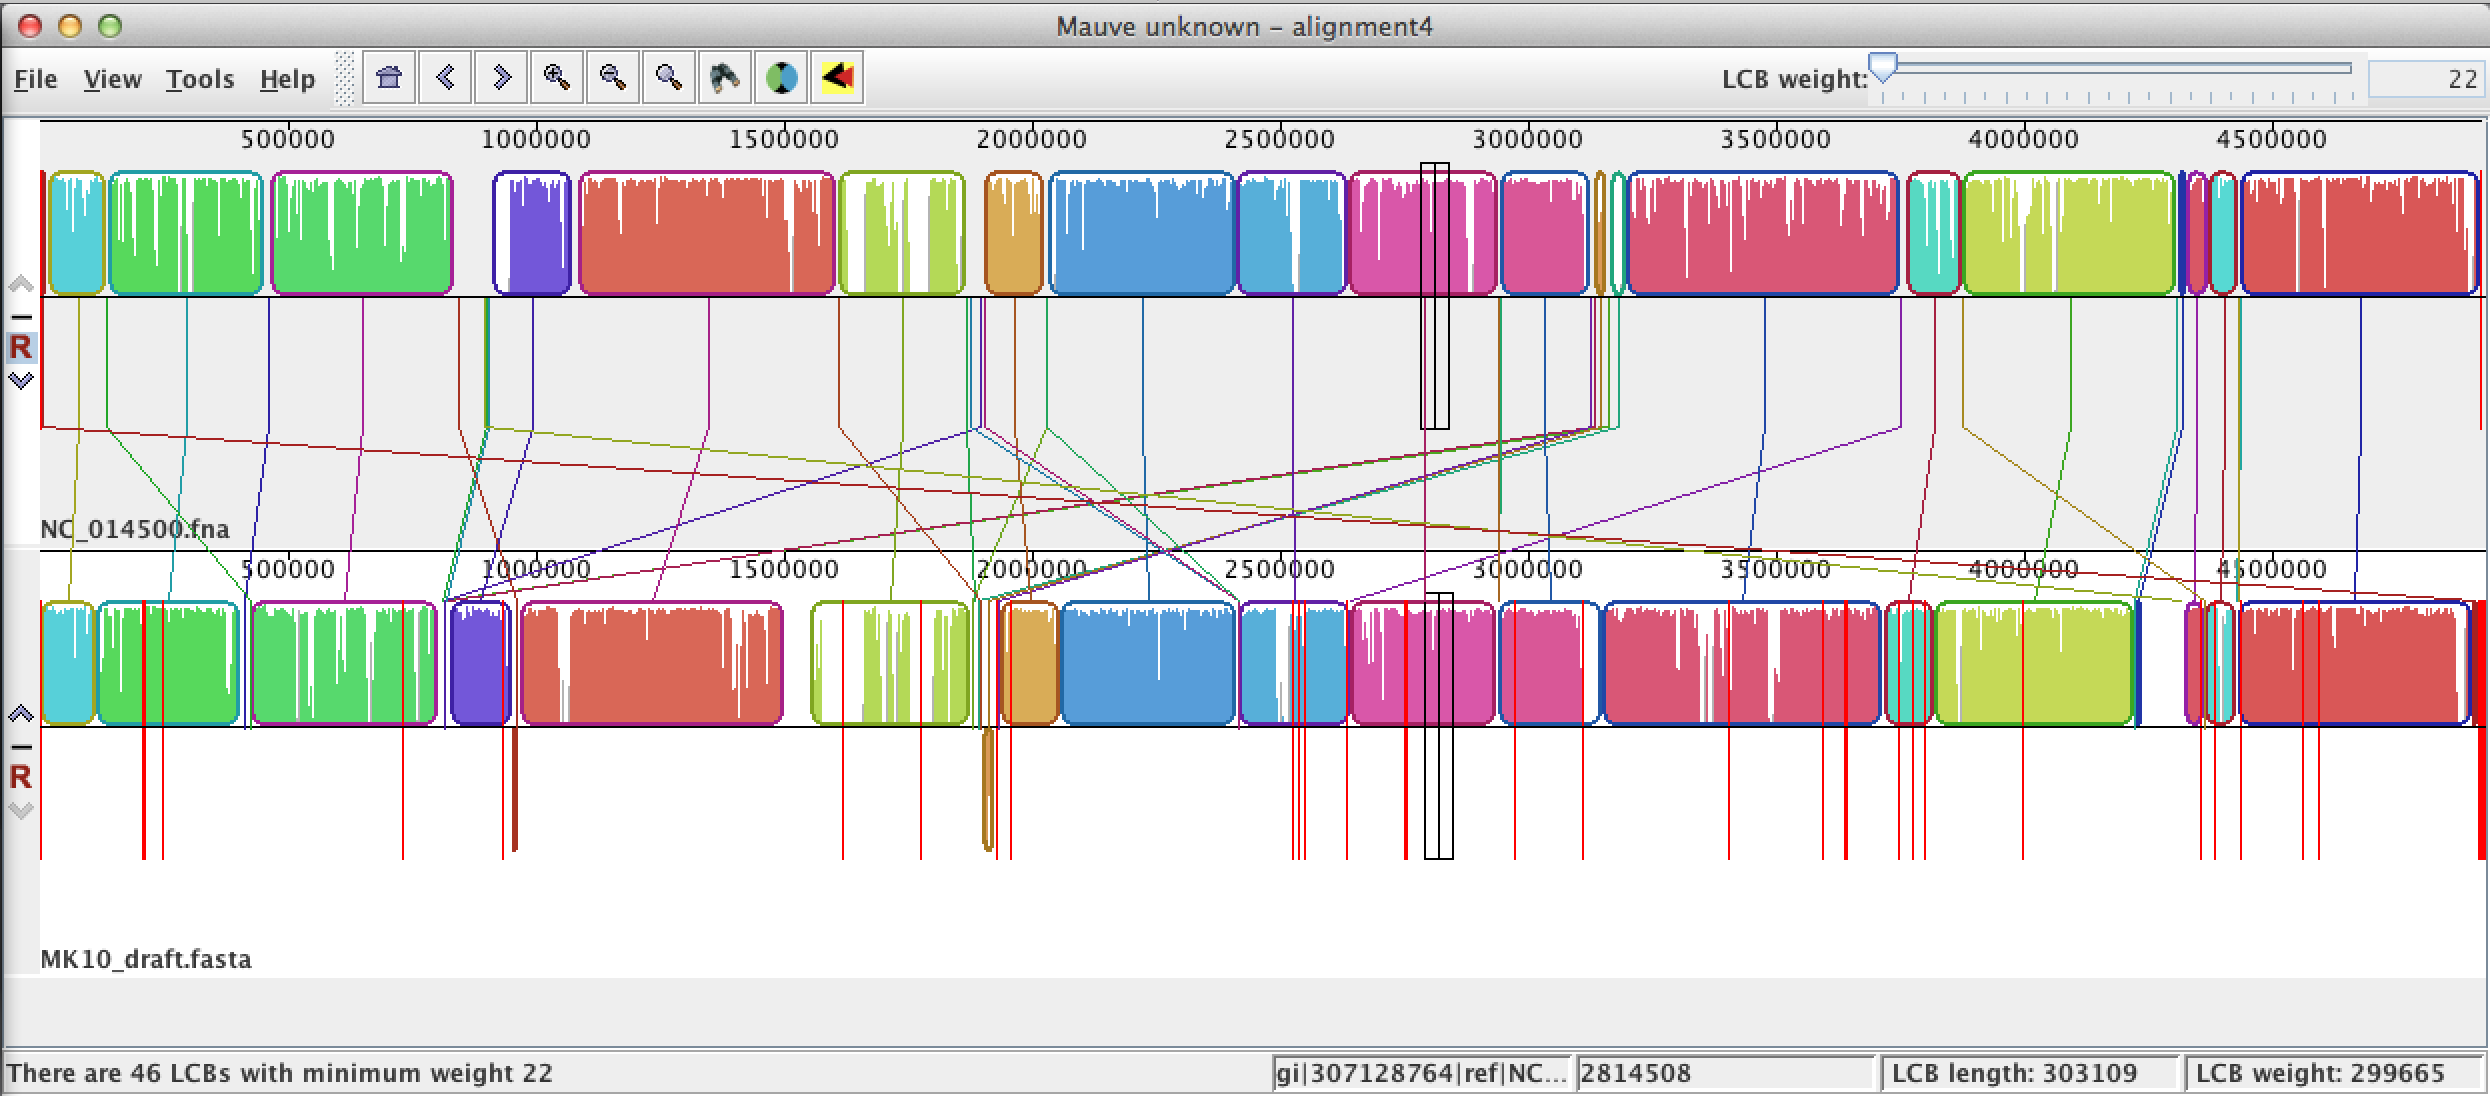 Mauve unknown – alignment4
File View Tools Help LCB weight: 22
500000 1000000 1500000 2000000 2500000 3000000 3500000 4000000 4500000
R
NC_014500.fna
500000 1000000 1500000 2000000 2500000 3000000 3500000 4000000 4500000
R
MK10_draft.fasta
There are 46 LCBs with minimum weight 22 gi|307128764|ref|NC... 2814508 LCB length: 303109 LCB weight: 299665